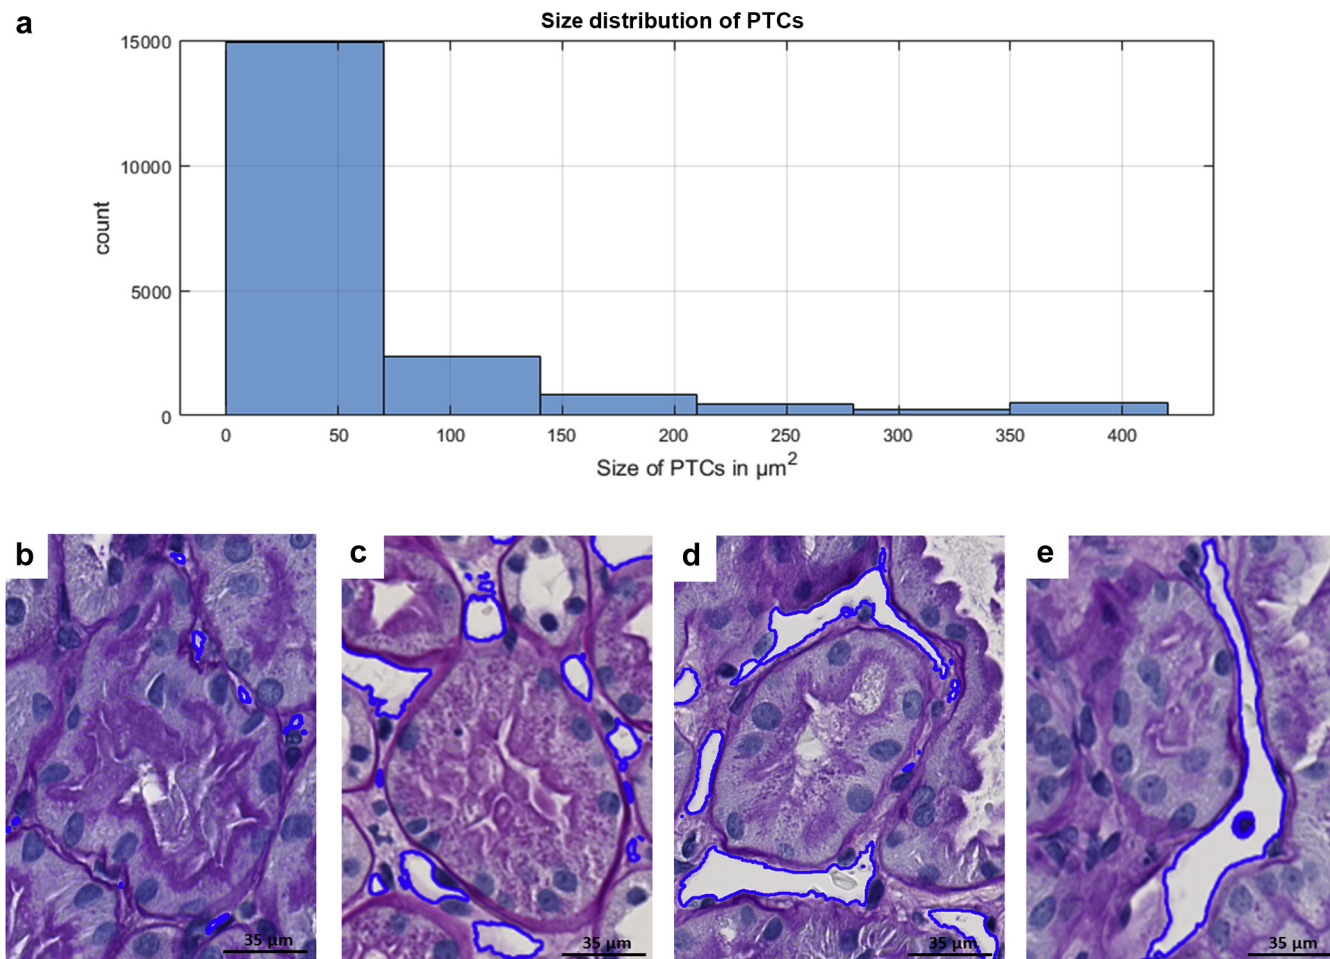 a
Size distribution of PTCs
15000
10000
5000
0
count
0 50 100 150 200 250 300 350 400
Size of PTCs in µm²
b
c
d
e
35 µm
35 µm
35 µm
35 µm